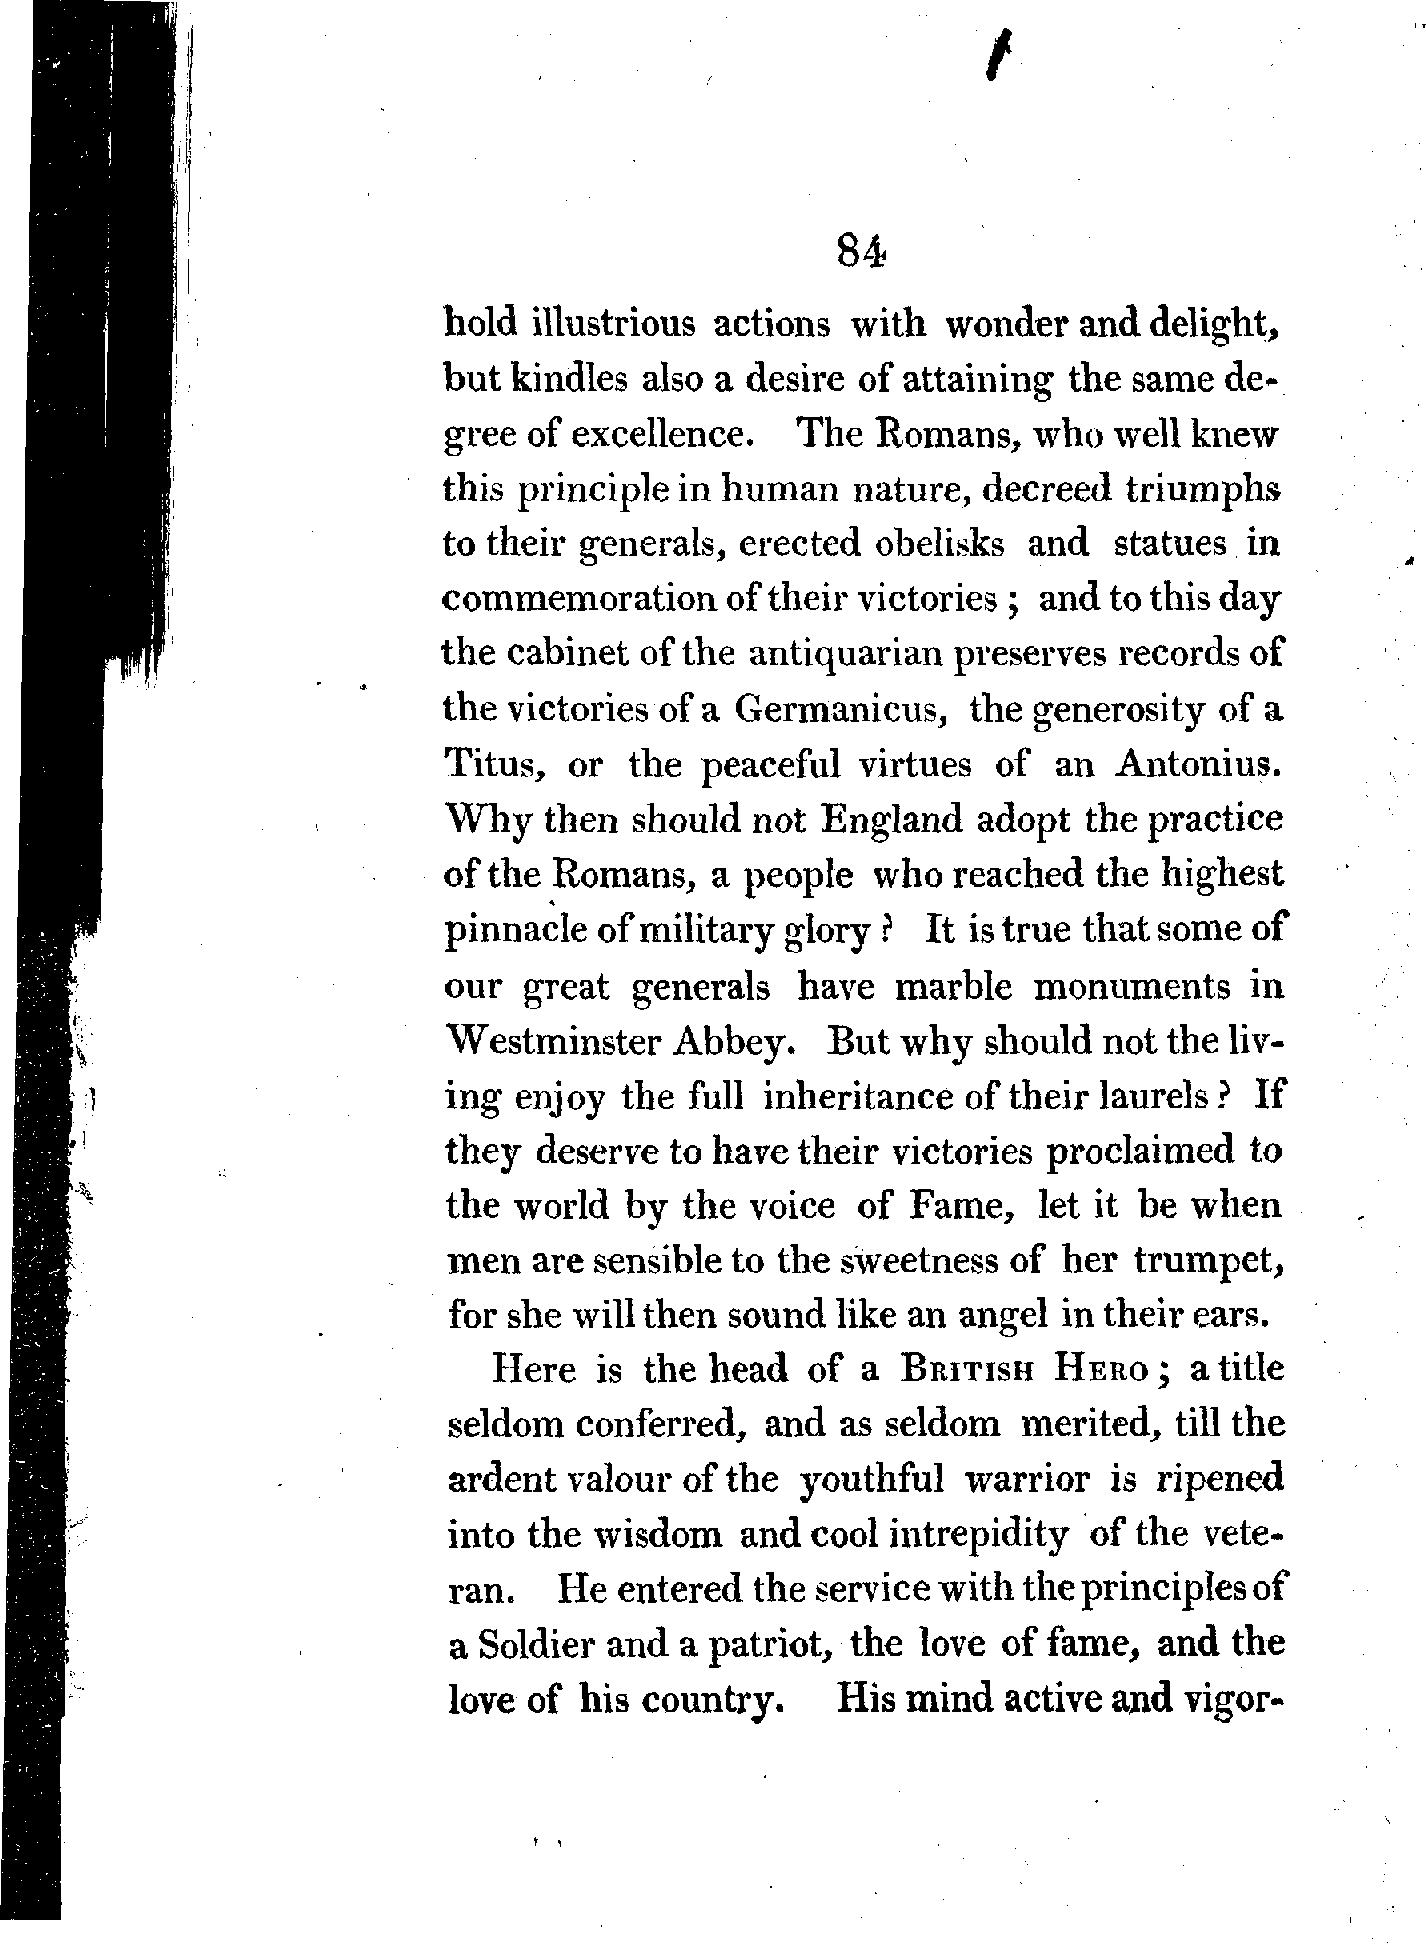 84
hold illustrious actions with wonder and delight,
but kindles also a desire of attaining the same de-
gree of excellence. The Romans, who well knew
this principle in human nature, decreed triumphs
to their generals, erected obelisks and statues in
commemoration of their victories ; and to this day
the cabinet of the antiquarian preserves records of
the victories of a Germanicus, the generosity of a
Titus, or the peaceful virtues of an Antonius.
Why then should not England adopt the practice
of the Romans, a people who reached the highest
pinnacle of military glory ? It is true that some of
our great generals have marble monuments in
Westminster Abbey. But why should not the liv-
ing enjoy the full inheritance of their laurels ? If
they deserve to have their victories proclaimed to
the world by the voice of Fame, let it be when
men are sensible to the sweetness of her trumpet,
for she will then sound like an angel in their ears.
Here is the head of a BRITISH HERO ; a title
seldom conferred, and as seldom merited, till the
ardent valour of the youthful warrior is ripened
into the wisdom and cool intrepidity of the vete-
ran. He entered the service with the principles of
a Soldier and a patriot, the love of fame, and the
love of his country. His mind active and vigor-